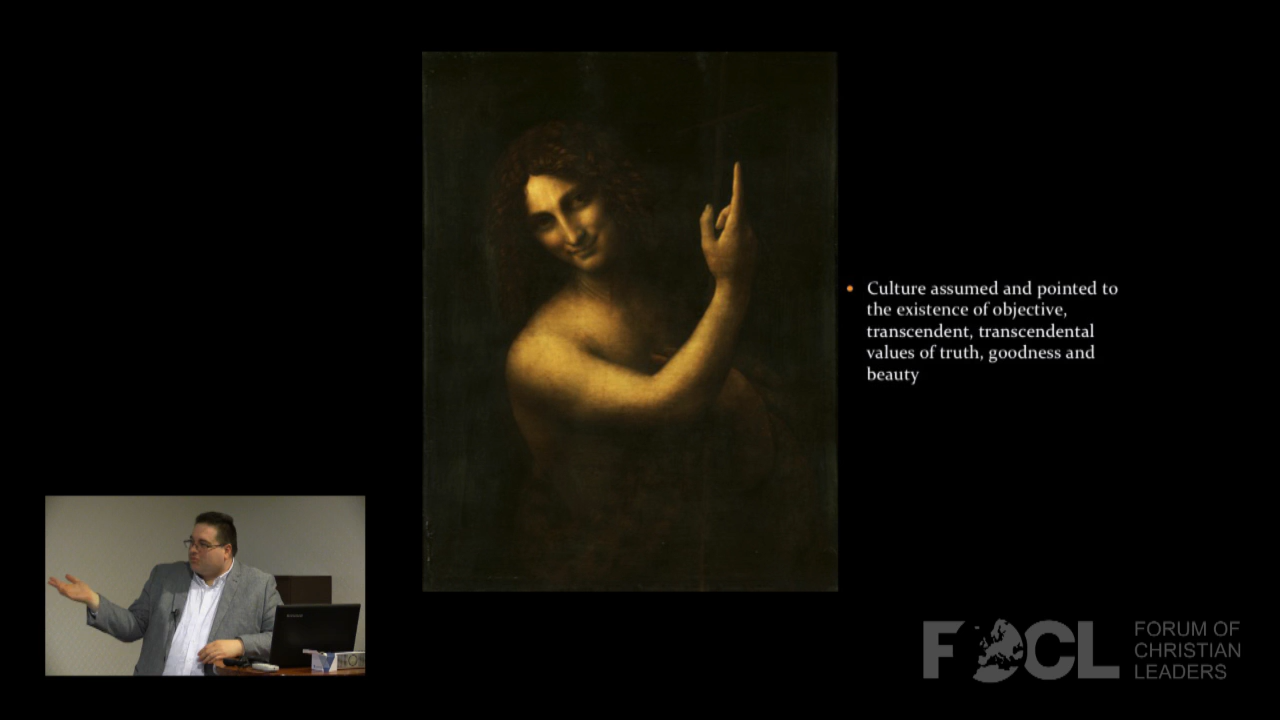 Culture assumed and pointed to
the existence of objective,
transcendent, transcendental
values of truth, goodness and
beauty
FOCL
FORUM OF
CHRISTIAN
LEADERS